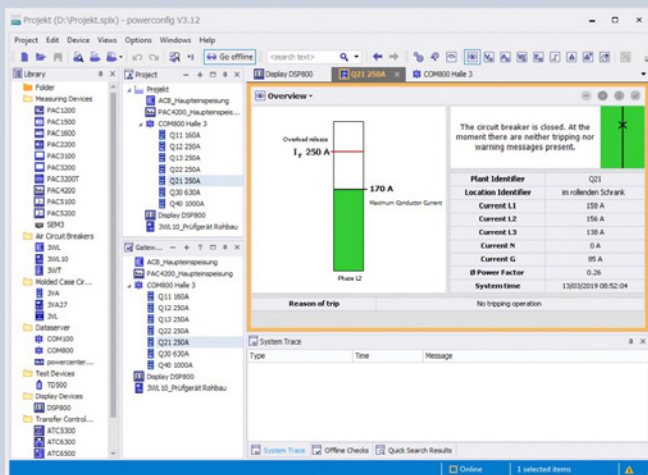 Projekt (D:\Projekt.splx) - powerconfig V3.12
Project Edit Device Views Options Windows Help
Go offline
<search text>
Library
Folder
Measuring Devices
PAC1200
PAC1500
PAC1600
PAC2200
PAC3100
PAC3200
PAC3200T
PAC4200
PAC5100
PAC5200
SEM3
Air Circuit Breakers
3WL
3WL10
3WT
Molded Case Cir...
3VA
3VA27
3VL
Dataserver
COM100
COM800
powercenter...
Test Devices
TD500
Display Devices
DSP800
Transfer Control...
ATC5300
ATC6300
ATC6500
Project
Projekt
ACB_Haupteinspeisung
PAC4200_Haupteinspeis...
COM800 Halle 3
Q11 160A
Q12 250A
Q13 250A
Q22 250A
Q21 250A
Q30 630A
Q40 1000A
Display DSP800
3WL10_Prüfgerät Rohbau
Gatew...
ACB_Haupteinspeisung
PAC4200_Haupteinspeisung
COM800 Halle 3
Q11 160A
Q12 250A
Q13 250A
Q22 250A
Q21 250A
Q30 630A
Q40 1000A
Display DSP800
3WL10_Prüfgerät Rohbau
Display DSP800
Q21 250A
COM800 Halle 3
Overview
Overload release
Ir 250 A
170 A
Maximum Conductor Current
Phase L2
The circuit breaker is closed. At the
moment there are neither tripping nor
warning messages present.
Plant Identifier Q21
Location Identifier im rollenden Schrank
Current L1 158 A
Current L2 156 A
Current L3 138 A
Current N 0 A
Current G 85 A
Ø Power Factor 0.26
System time 13/03/2019 08:52:04
Reason of trip No tripping operation
System Trace
Type Time Message
System Trace Offline Checks Quick Search Results
Online 1 selected items